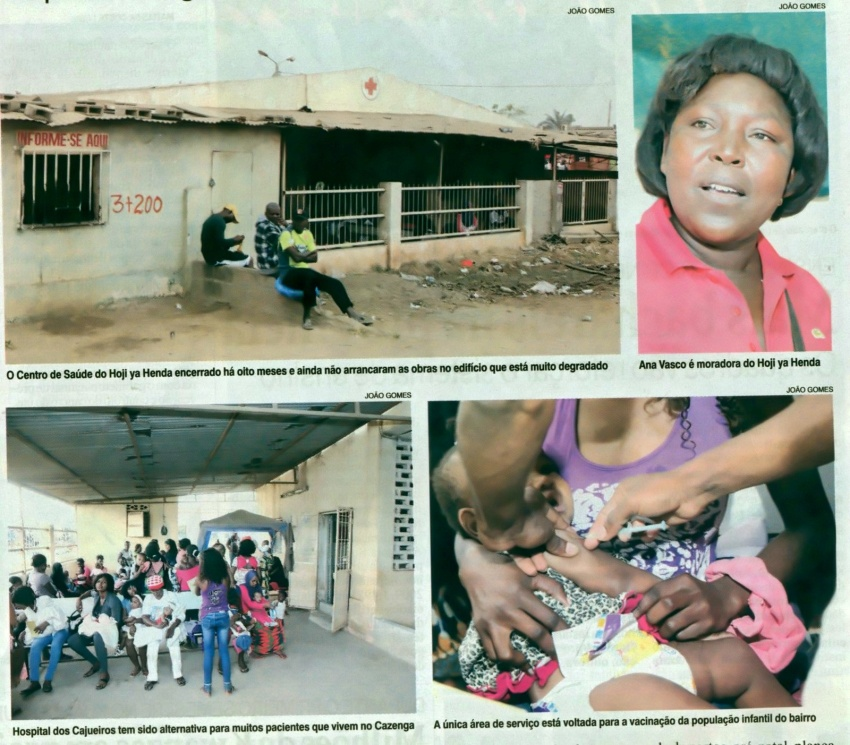 JOÃO GOMES
JOÃO GOMES
INFORME-SE AQUI
3+200
O Centro de Saúde do Hoji ya Henda encerrado há oito meses e ainda não arrancaram as obras no edifício que está muito degradado
Ana Vasco é moradora do Hoji ya Henda
JOÃO GOMES
JOÃO GOMES
Hospital dos Cajueiros tem sido alternativa para muitos pacientes que vivem no Cazenga
A única área de serviço está voltada para a vacinação da população infantil do bairro